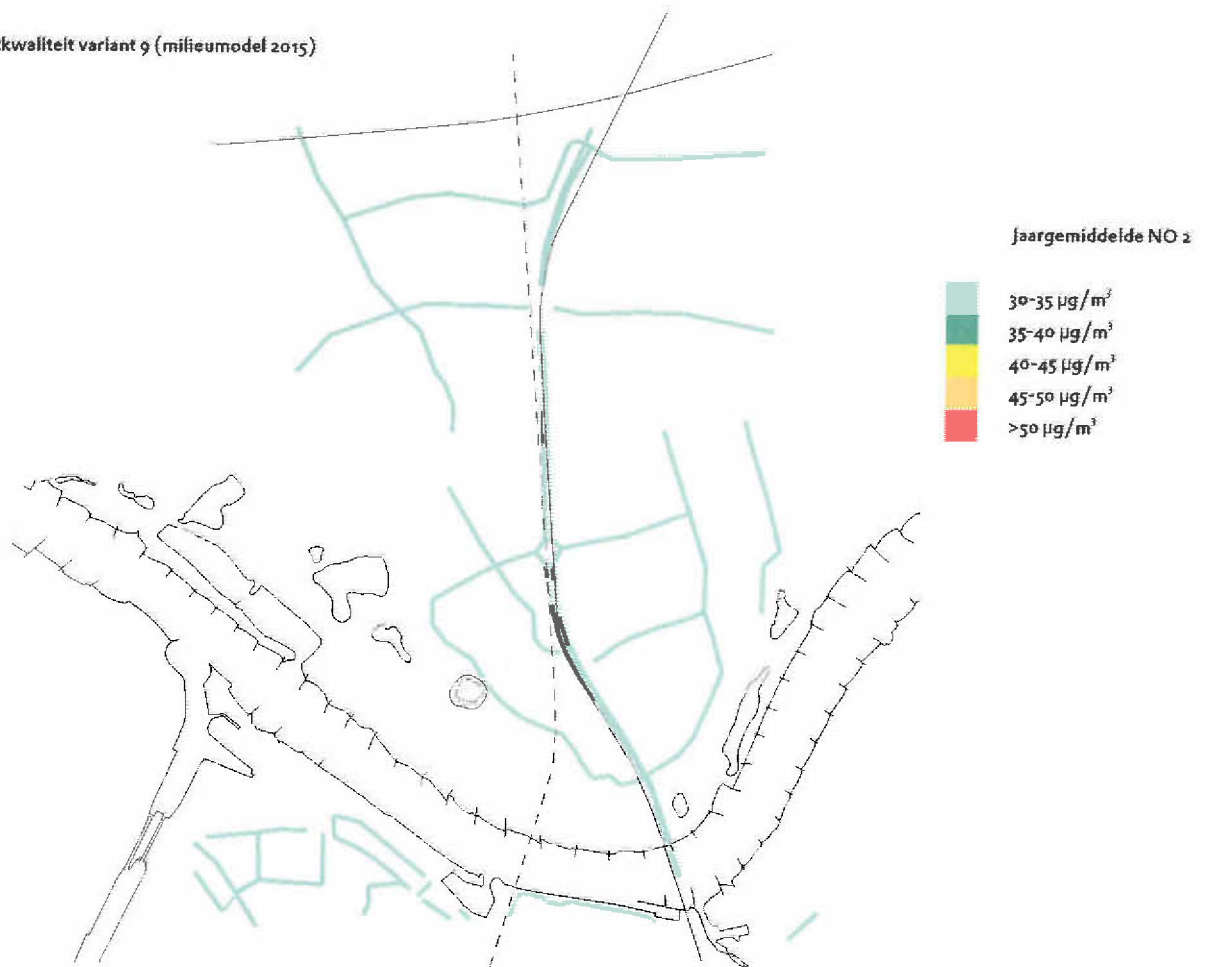 kwaliteit variant 9 (milieumodel 2015)
Jaargemiddelde NO 2
30-35 µg/m³
35-40 µg/m³
40-45 µg/m³
45-50 µg/m³
>50 µg/m³